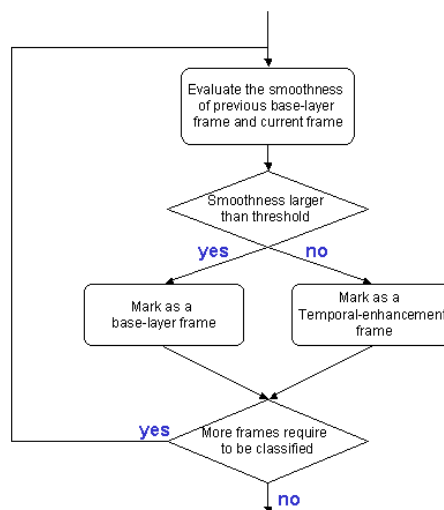 Evaluate the smoothness
of previous base-layer
frame and current frame
Smoothness larger
than threshold
yes
no
Mark as a
base-layer frame
Mark as a
Temporal-enhancement
frame
yes
More frames require
to be classified
no